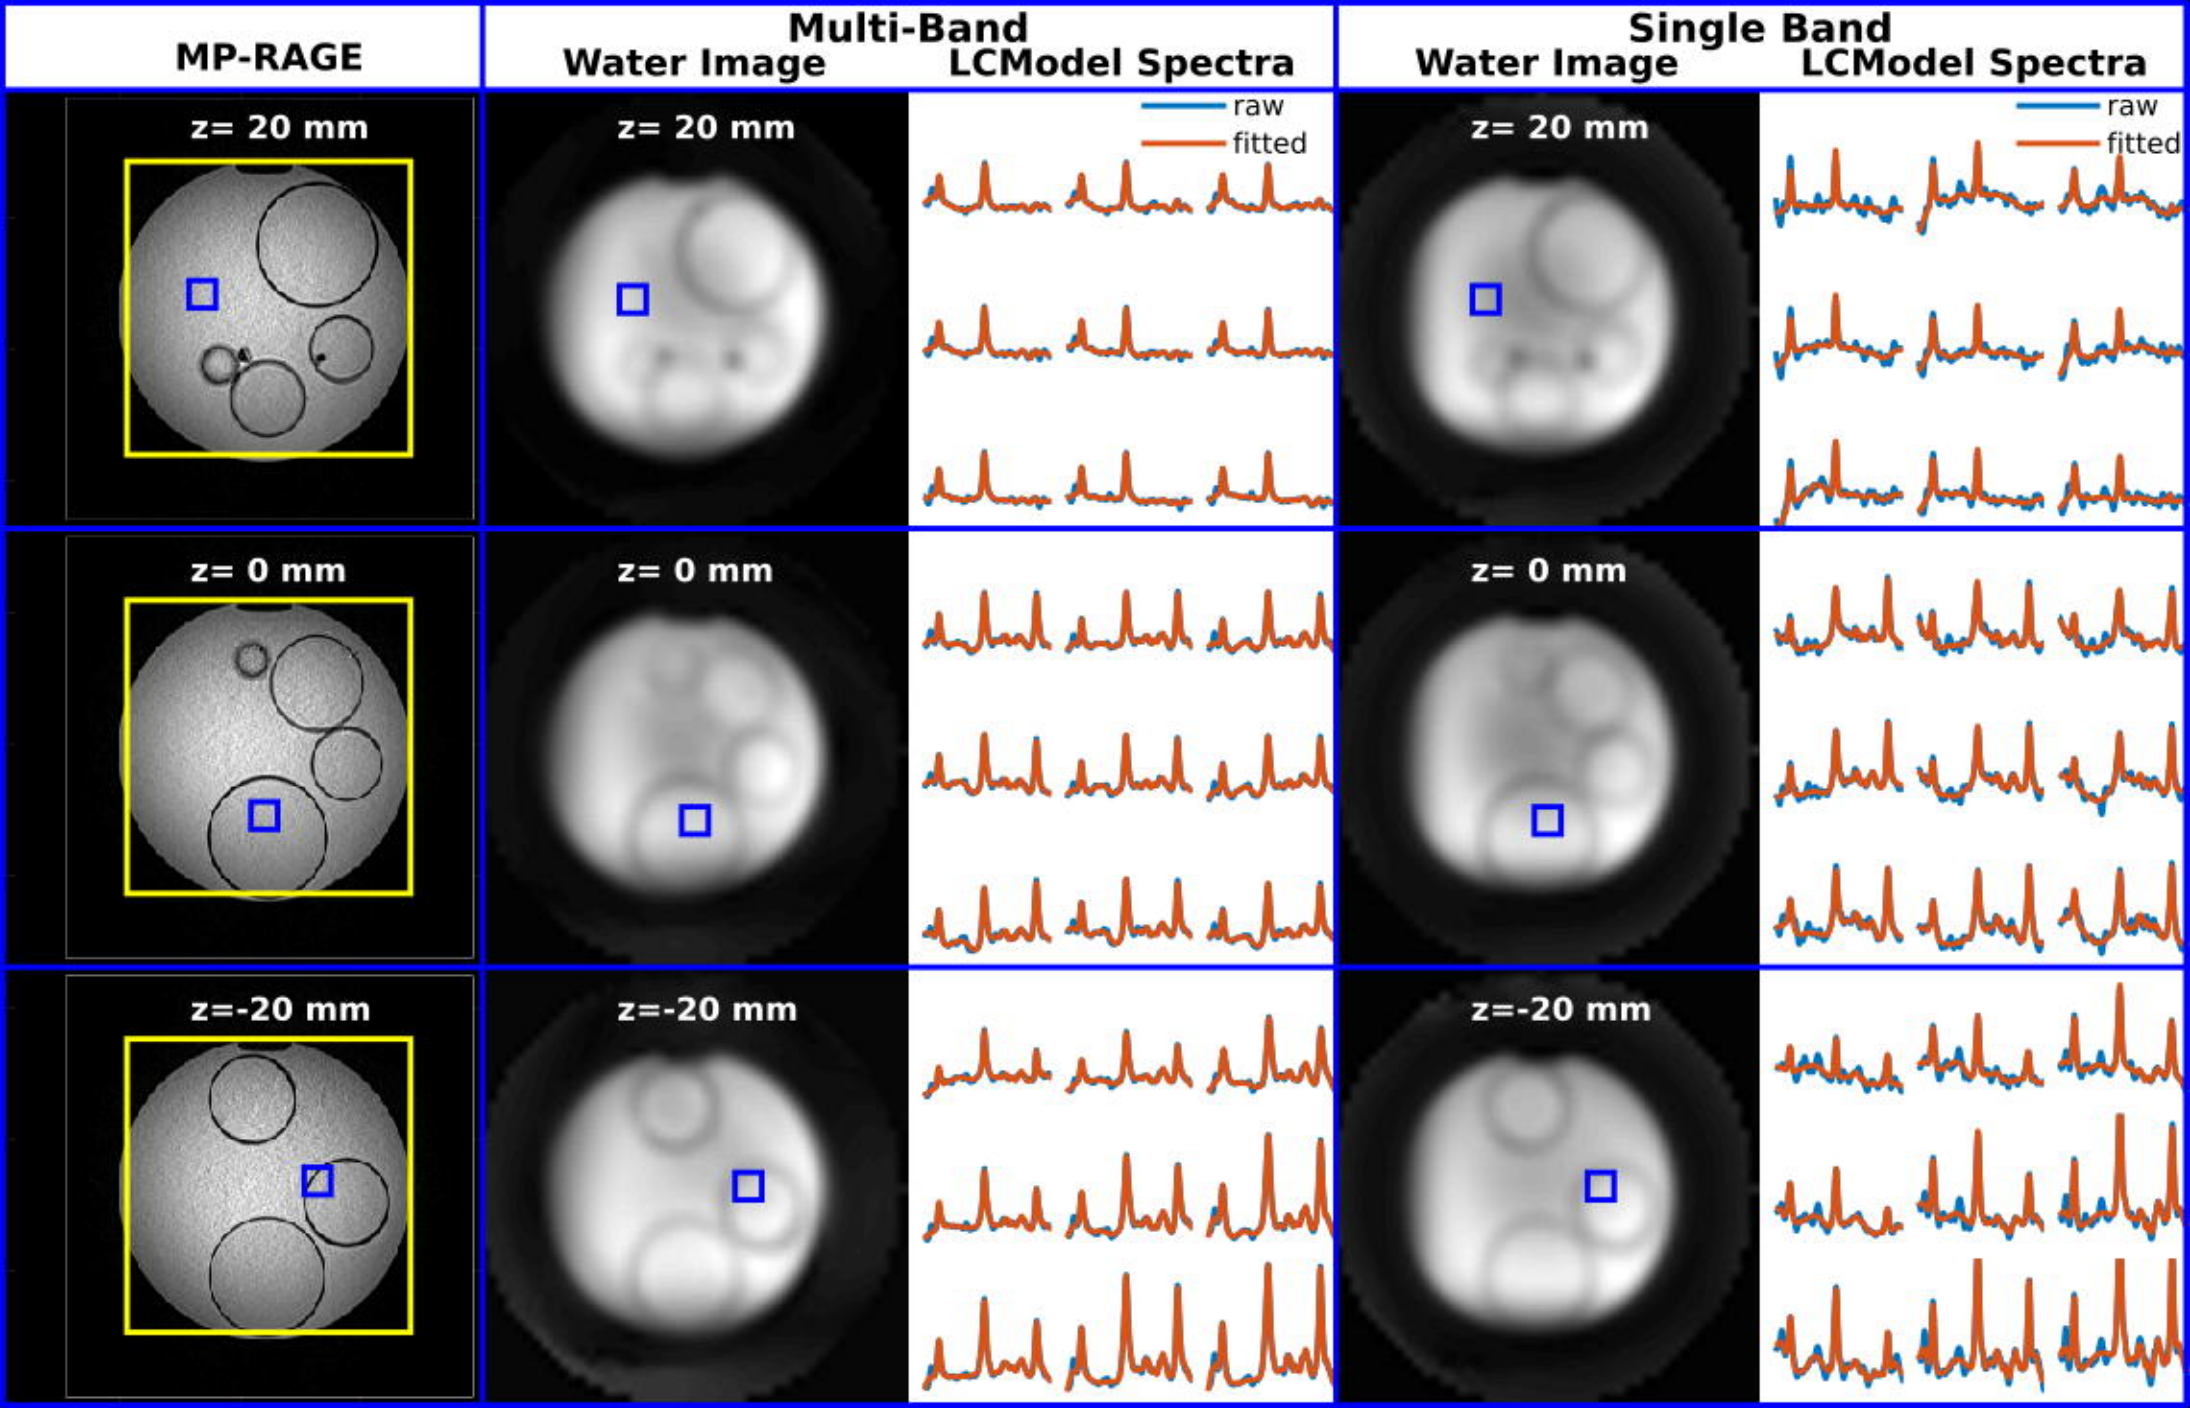 MP-RAGE
Multi-Band
Water Image
LCModel Spectra
Single Band
Water Image
LCModel Spectra
z= 20 mm
z= 20 mm
raw
fitted
z= 20 mm
raw
fitted
z= 0 mm
z= 0 mm
z= 0 mm
z=-20 mm
z=-20 mm
z=-20 mm